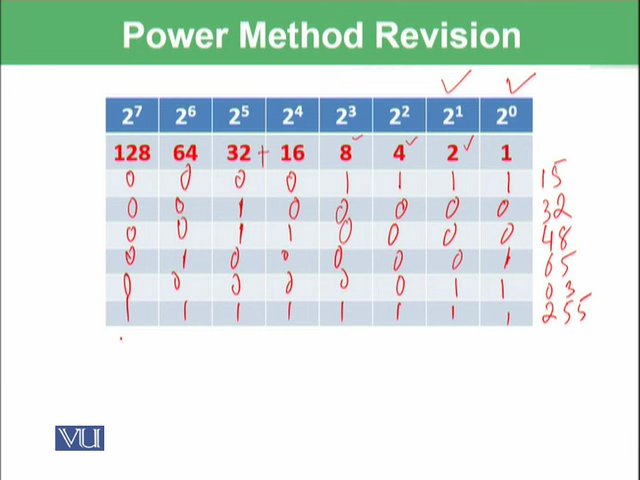 Power Method Revision
2⁷ 2⁶ 2⁵ 2⁴ 2³ 2² 2¹ 2⁰
128 64 32 + 16 8 4 2 1
0 0 0 0 1 1 1 1 15
0 0 1 0 0 0 0 0 32
0 0 1 1 0 0 0 0 48
0 1 0 0 0 0 0 1 65
0 0 0 0 0 0 1 1 03
1 1 1 1 1 1 1 1 255
VU